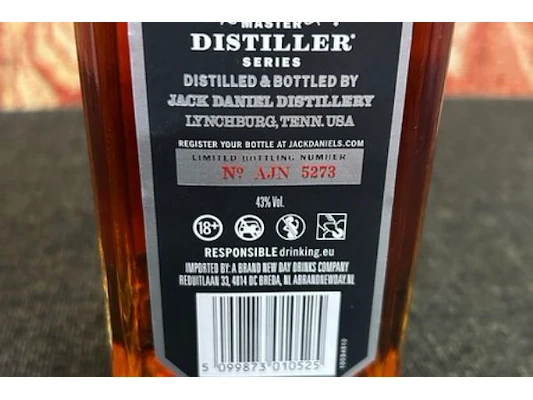 MASTER
DISTILLER
SERIES
DISTILLED & BOTTLED BY
JACK DANIEL DISTILLERY
LYNCHBURG, TENN. USA
REGISTER YOUR BOTTLE AT JACKDANIELS.COM
LIMITED BOTTLING NUMBER
Nº AJN 5273
43% Vol.
18+
RESPONSIBLEdrinking.eu
IMPORTED BY: A BRAND NEW DAY DRINKS COMPANY
REDUITLAAN 33, 4814 DC BREDA, NL ABRANDNEWDAY.NL
5 099873 010525